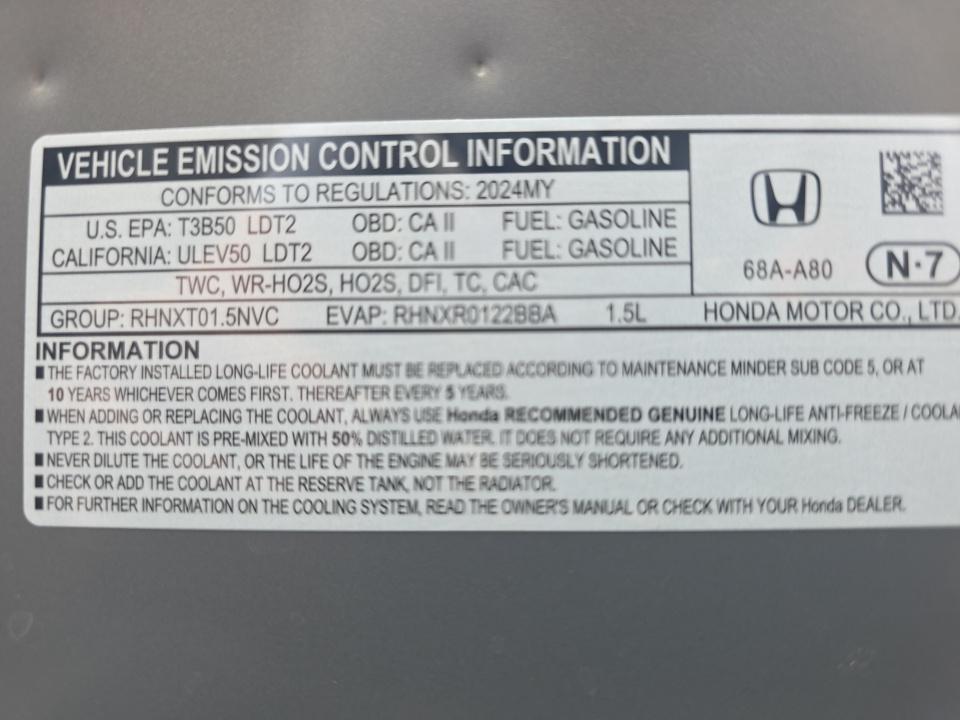 VEHICLE EMISSION CONTROL INFORMATION
CONFORMS TO REGULATIONS: 2024MY
U.S. EPA: T3B50 LDT2 OBD: CA II FUEL: GASOLINE
CALIFORNIA: ULEV50 LDT2 OBD: CA II FUEL: GASOLINE
TWC, WR-HO2S, HO2S, DFI, TC, CAC
68A-A80 N·7
GROUP: RHNXT01.5NVC EVAP: RHNXR0122BBA 1.5L HONDA MOTOR CO., LTD.
INFORMATION
■ THE FACTORY INSTALLED LONG-LIFE COOLANT MUST BE REPLACED ACCORDING TO MAINTENANCE MINDER SUB CODE 5, OR AT
10 YEARS WHICHEVER COMES FIRST. THEREAFTER EVERY 5 YEARS.
■ WHEN ADDING OR REPLACING THE COOLANT, ALWAYS USE Honda RECOMMENDED GENUINE LONG-LIFE ANTI-FREEZE / COOLA
TYPE 2. THIS COOLANT IS PRE-MIXED WITH 50% DISTILLED WATER. IT DOES NOT REQUIRE ANY ADDITIONAL MIXING.
■ NEVER DILUTE THE COOLANT, OR THE LIFE OF THE ENGINE MAY BE SERIOUSLY SHORTENED.
■ CHECK OR ADD THE COOLANT AT THE RESERVE TANK, NOT THE RADIATOR.
■ FOR FURTHER INFORMATION ON THE COOLING SYSTEM, READ THE OWNER'S MANUAL OR CHECK WITH YOUR Honda DEALER.